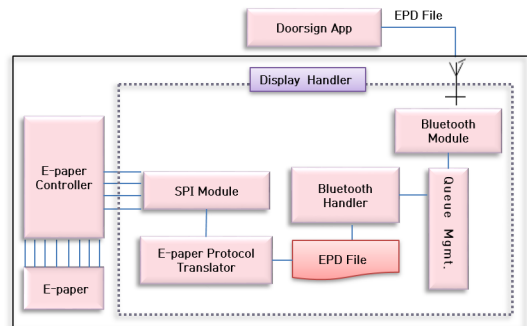 Doorsign App
EPD File
Display Handler
Bluetooth
Module
E-paper
Controller
SPI Module
Bluetooth
Handler
Queue Mgmt.
E-paper Protocol
Translator
EPD File
E-paper